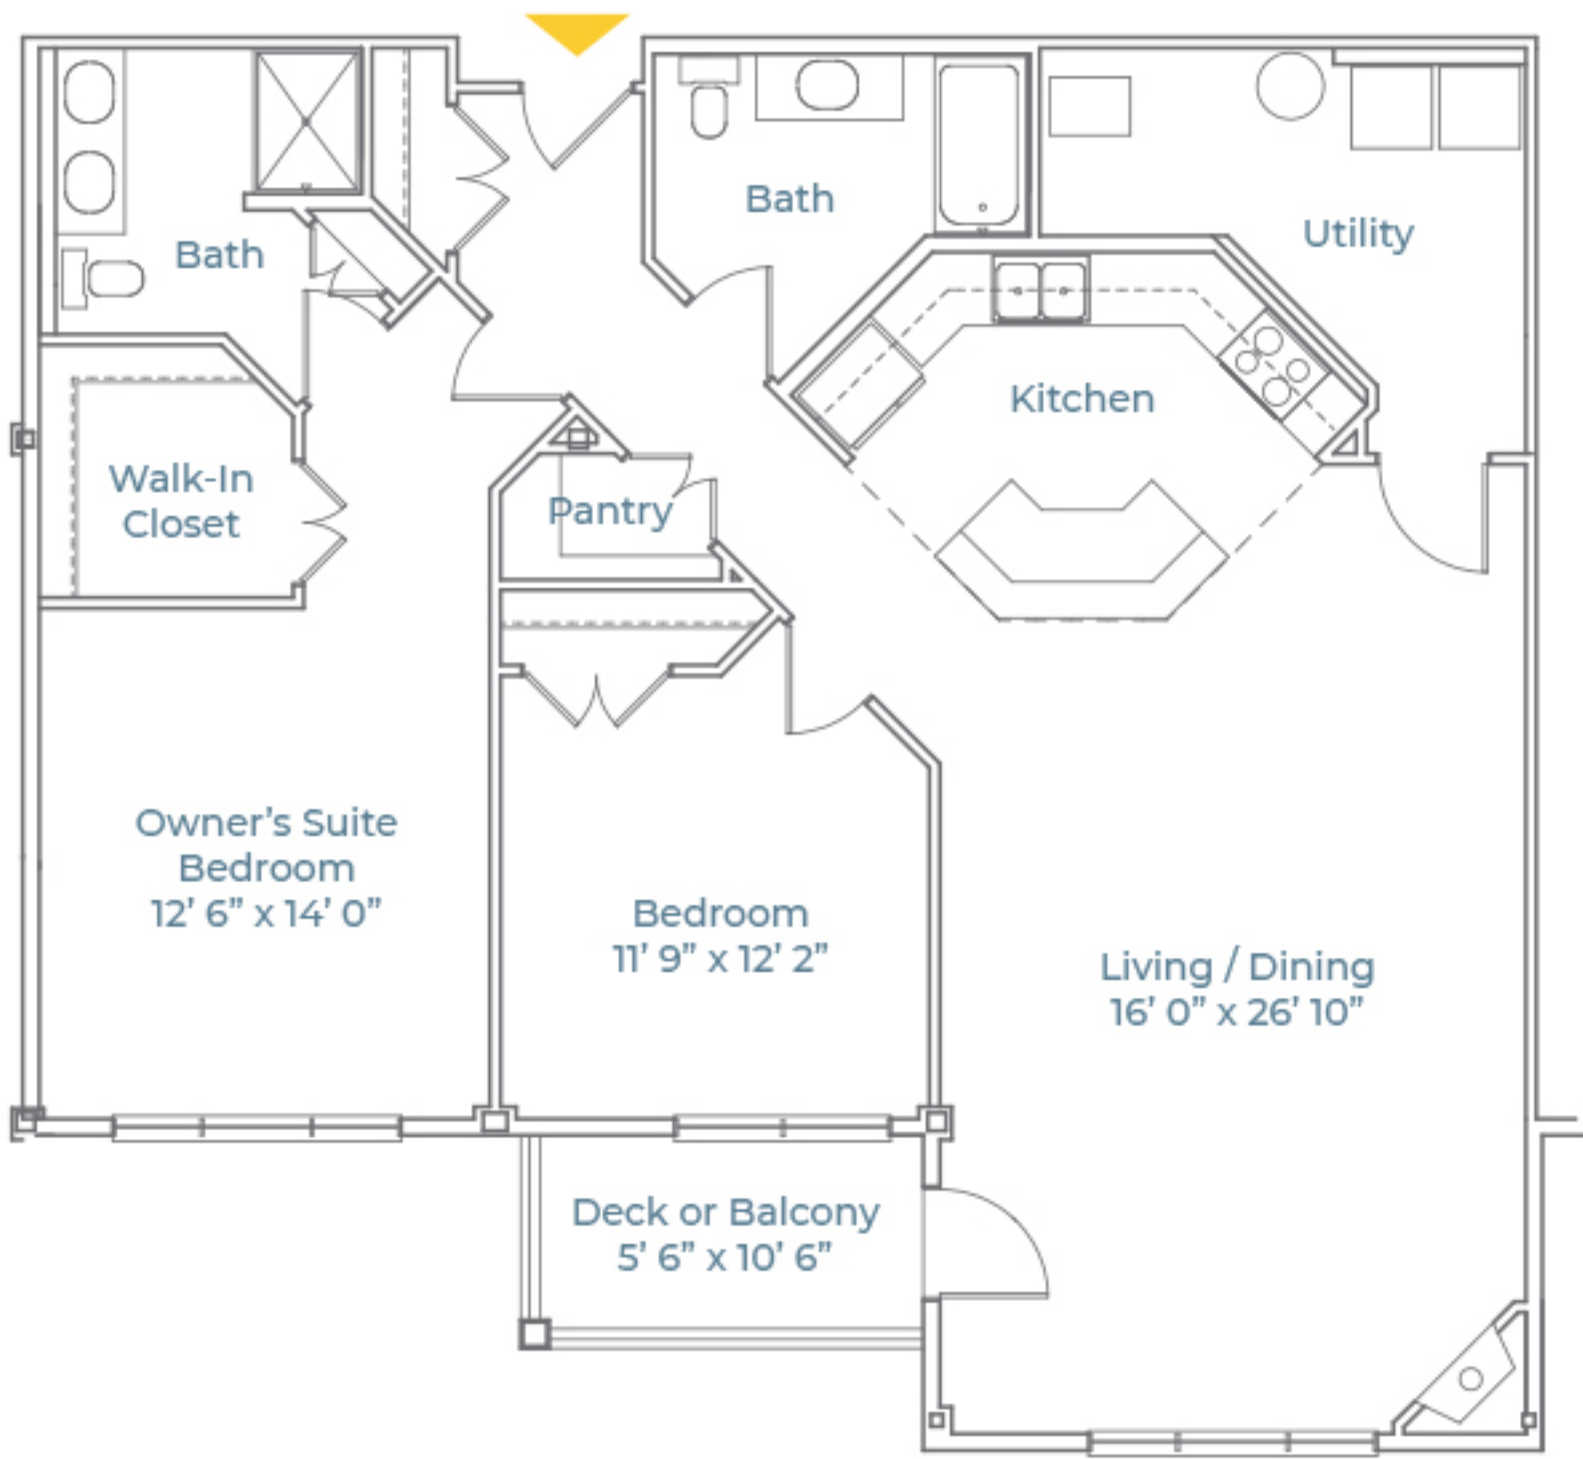 Bath
Bath
Utility
Kitchen
Walk-In
Closet
Pantry
Owner’s Suite
Bedroom
12’ 6” x 14’ 0”
Bedroom
11’ 9” x 12’ 2”
Living / Dining
16’ 0” x 26’ 10”
Deck or Balcony
5’ 6” x 10’ 6”